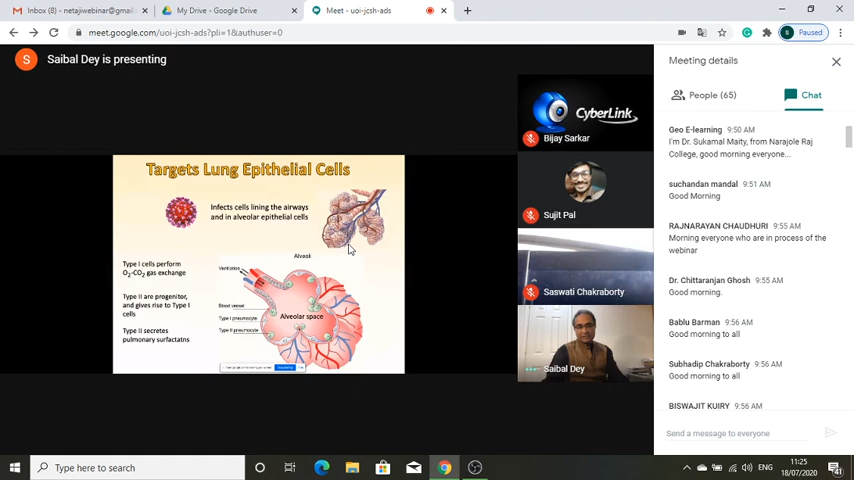 Inbox (8) - netajiwebinar@gmail.
My Drive - Google Drive
Meet - uoi-jcsh-ads
meet.google.com/uoi-jcsh-ads?pli=1&authuser=0
S
Paused
S
Saibal Dey is presenting
Targets Lung Epithelial Cells
Infects cells lining the airways
and in alveolar epithelial cells
Alveoli
Type I cells perform
O2-CO2 gas exchange
Type II are progenitor,
and gives rise to Type I
cells
Type II secretes
pulmonary surfactatns
Ventilation
Blood vessel
Type I pneumocyte
Type II pneumocyte
Alveolar space
CyberLink
Bijay Sarkar
Sujit Pal
Saswati Chakraborty
Saibal Dey
Meeting details
People (65)
Chat
Geo E-learning 9:50 AM
I'm Dr. Sukamal Maity, from Narajole Raj
College, good morning everyone...
suchandan mandal 9:51 AM
Good Morning
RAJNARAYAN CHAUDHURI 9:55 AM
Morning everyone who are in process of the
webinar
Dr. Chittaranjan Ghosh 9:55 AM
Good morning.
Bablu Barman 9:56 AM
Good morning to all
Subhadip Chakraborty 9:56 AM
Good morning to all
BISWAJIT KUIRY 9:56 AM
Send a message to everyone
Type here to search
ENG
11:25
18/07/2020
41